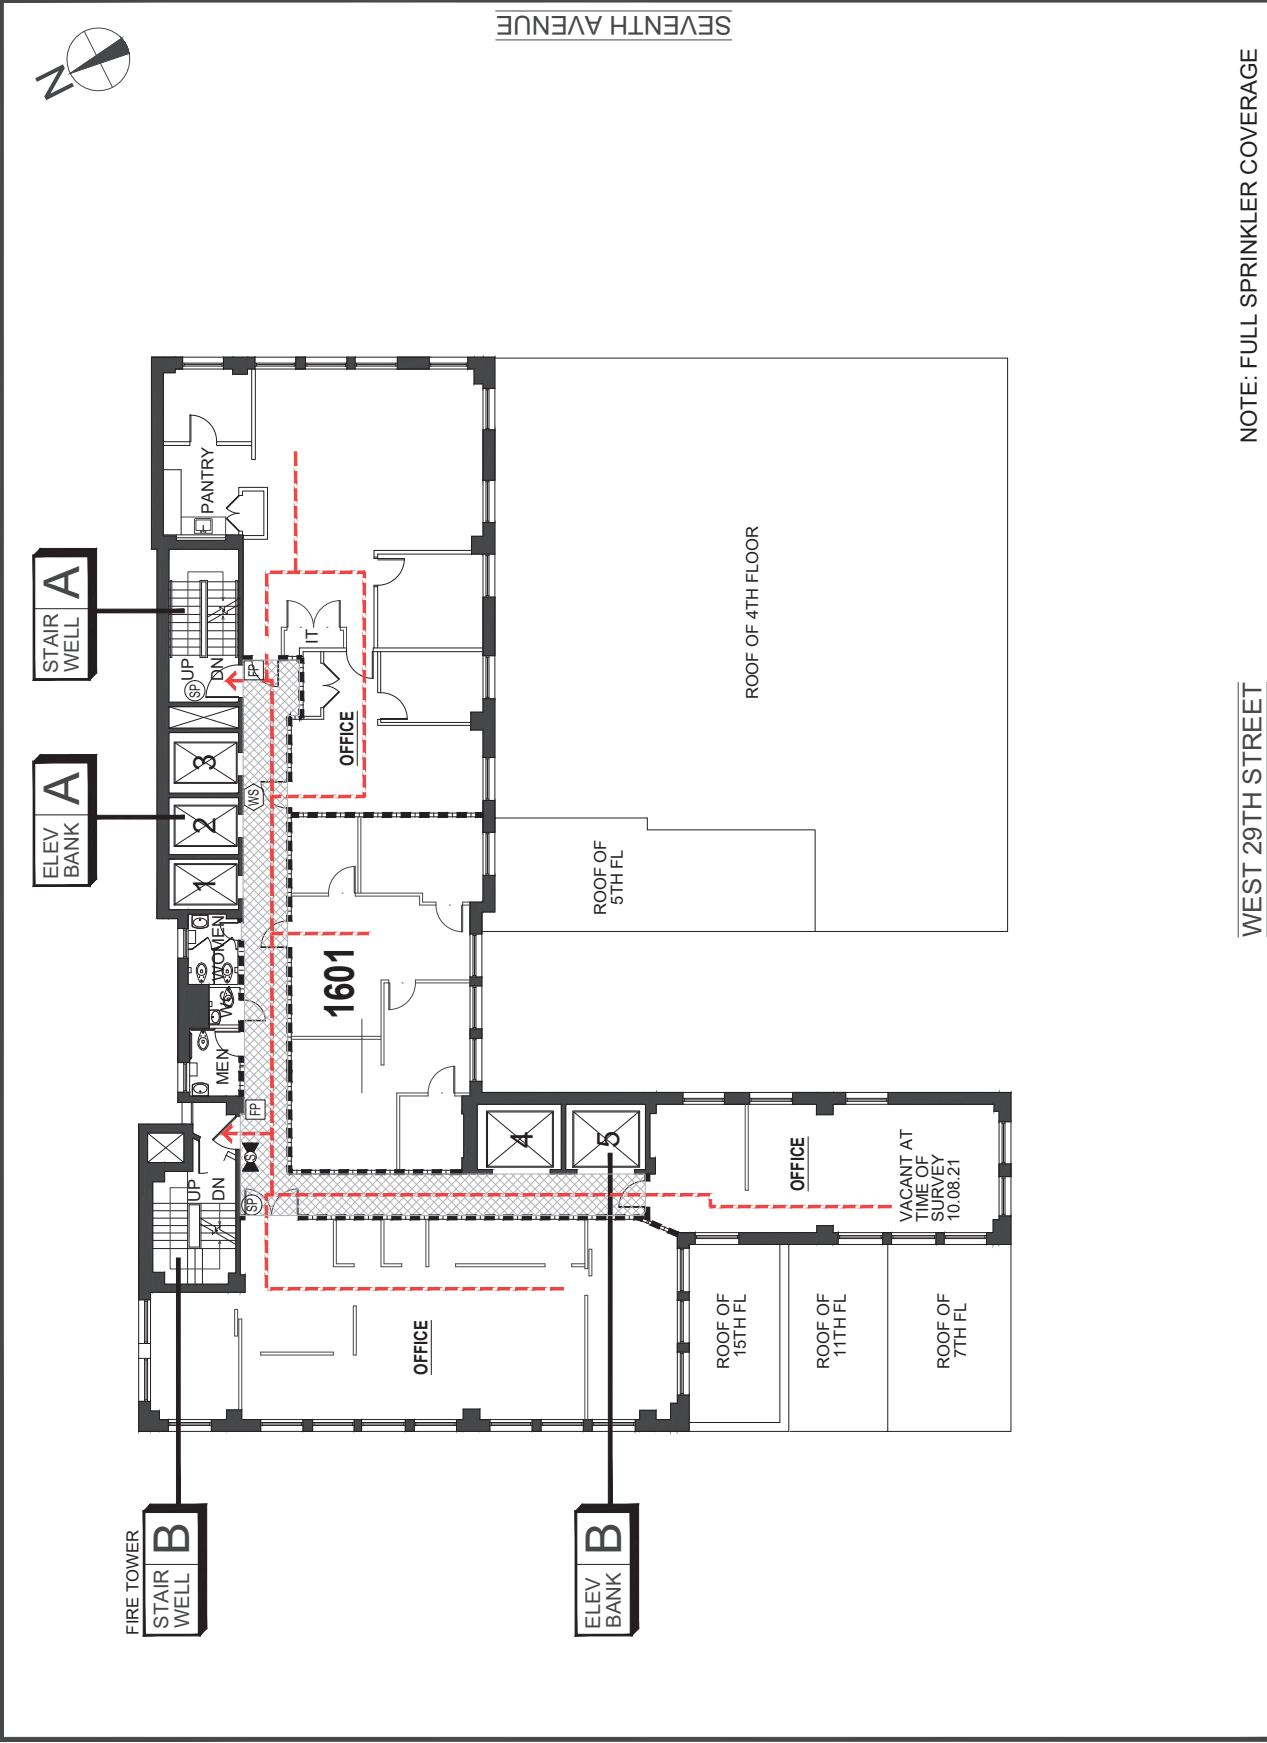 SEVENTH AVENUE
N
NOTE: FULL SPRINKLER COVERAGE
WEST 29TH STREET
STAIR
WELL
A
ELEV
BANK
A
FIRE TOWER
STAIR
WELL
B
ELEV
BANK
B
PANTRY
UP
DN
SP
FP
IT
OFFICE
3
2
1
WS
WOMEN
WC
MEN
1601
FP
S
SP
UP
DN
4
5
OFFICE
VACANT AT
TIME OF
SURVEY
10.08.21
OFFICE
ROOF OF 4TH FLOOR
ROOF OF
5TH FL
ROOF OF
15TH FL
ROOF OF
11TH FL
ROOF OF
7TH FL